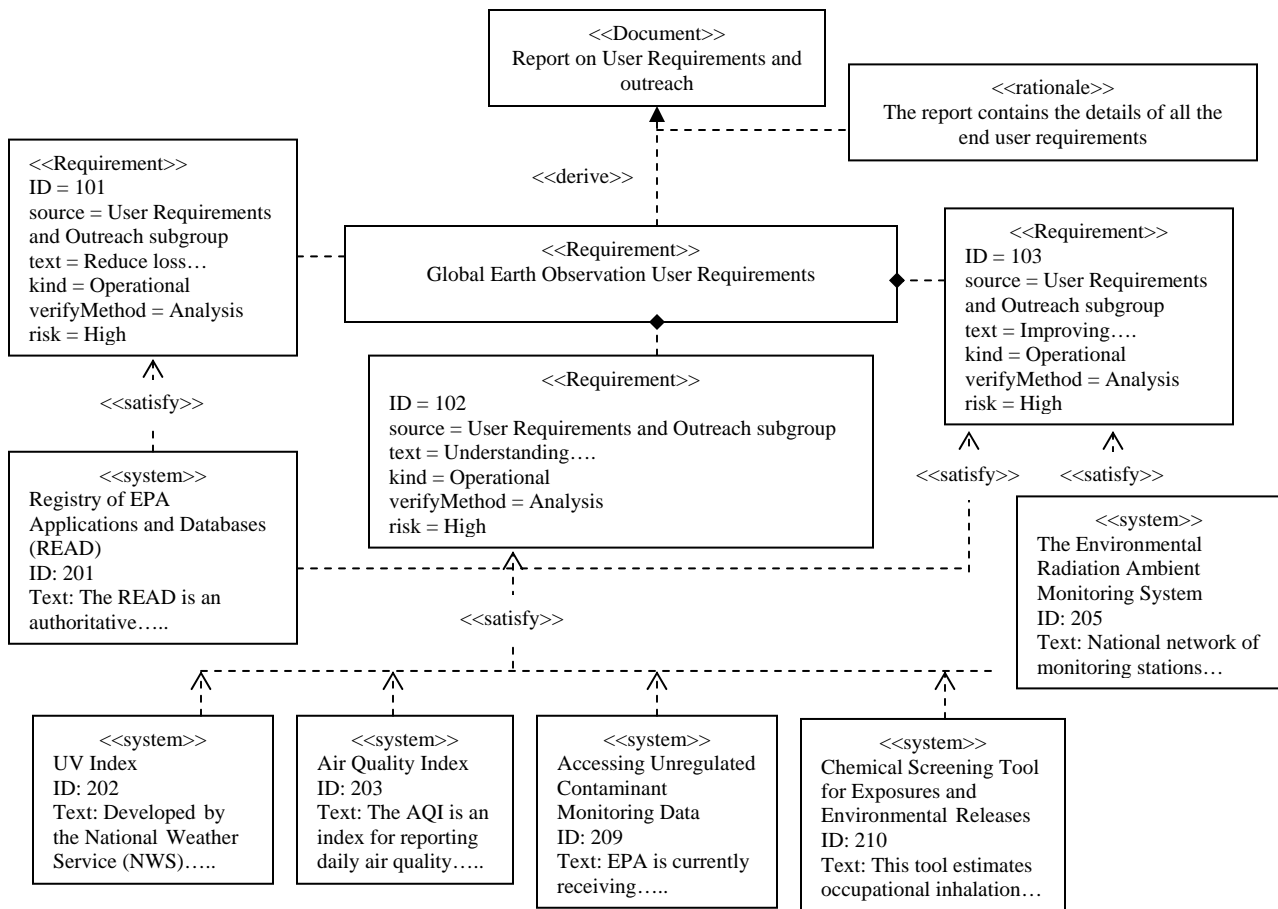 <<Document>>
Report on User Requirements and
outreach
<<rationale>>
The report contains the details of all the
end user requirements
<<derive>>
<<Requirement>>
ID = 101
source = User Requirements
and Outreach subgroup
text = Reduce loss…
kind = Operational
verifyMethod = Analysis
risk = High
<<Requirement>>
Global Earth Observation User Requirements
<<Requirement>>
ID = 103
source = User Requirements
and Outreach subgroup
text = Improving….
kind = Operational
verifyMethod = Analysis
risk = High
<<Requirement>>
ID = 102
source = User Requirements and Outreach subgroup
text = Understanding….
kind = Operational
verifyMethod = Analysis
risk = High
<<satisfy>>
<<satisfy>>
<<satisfy>>
<<system>>
Registry of EPA
Applications and Databases
(READ)
ID: 201
Text: The READ is an
authoritative…..
<<system>>
The Environmental
Radiation Ambient
Monitoring System
ID: 205
Text: National network of
monitoring stations…
<<satisfy>>
<<system>>
UV Index
ID: 202
Text: Developed by
the National Weather
Service (NWS)…..
<<system>>
Air Quality Index
ID: 203
Text: The AQI is an
index for reporting
daily air quality…..
<<system>>
Accessing Unregulated
Contaminant
Monitoring Data
ID: 209
Text: EPA is currently
receiving…..
<<system>>
Chemical Screening Tool
for Exposures and
Environmental Releases
ID: 210
Text: This tool estimates
occupational inhalation…